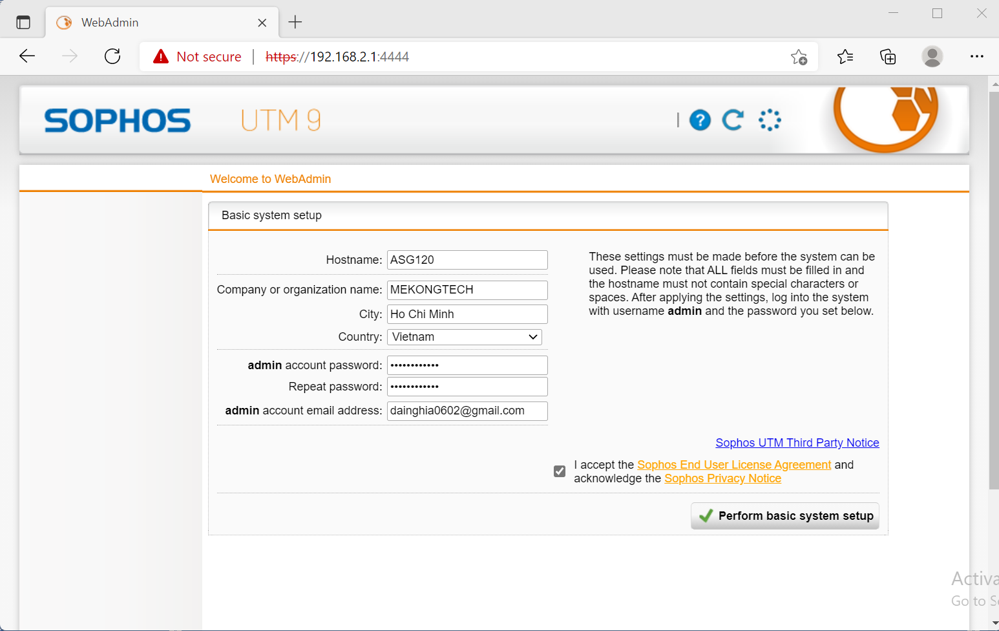 WebAdmin
Not secure
https://192.168.2.1:4444
SOPHOS UTM 9
Welcome to WebAdmin
Basic system setup
Hostname: ASG120
Company or organization name: MEKONGTECH
City: Ho Chi Minh
Country: Vietnam
admin account password: ••••••••••••
Repeat password: ••••••••••••
admin account email address: dainghia0602@gmail.com
These settings must be made before the system can be
used. Please note that ALL fields must be filled in and
the hostname must not contain special characters or
spaces. After applying the settings, log into the system
with username admin and the password you set below.
Sophos UTM Third Party Notice
I accept the Sophos End User License Agreement and
acknowledge the Sophos Privacy Notice
Perform basic system setup
Activa
Go to S